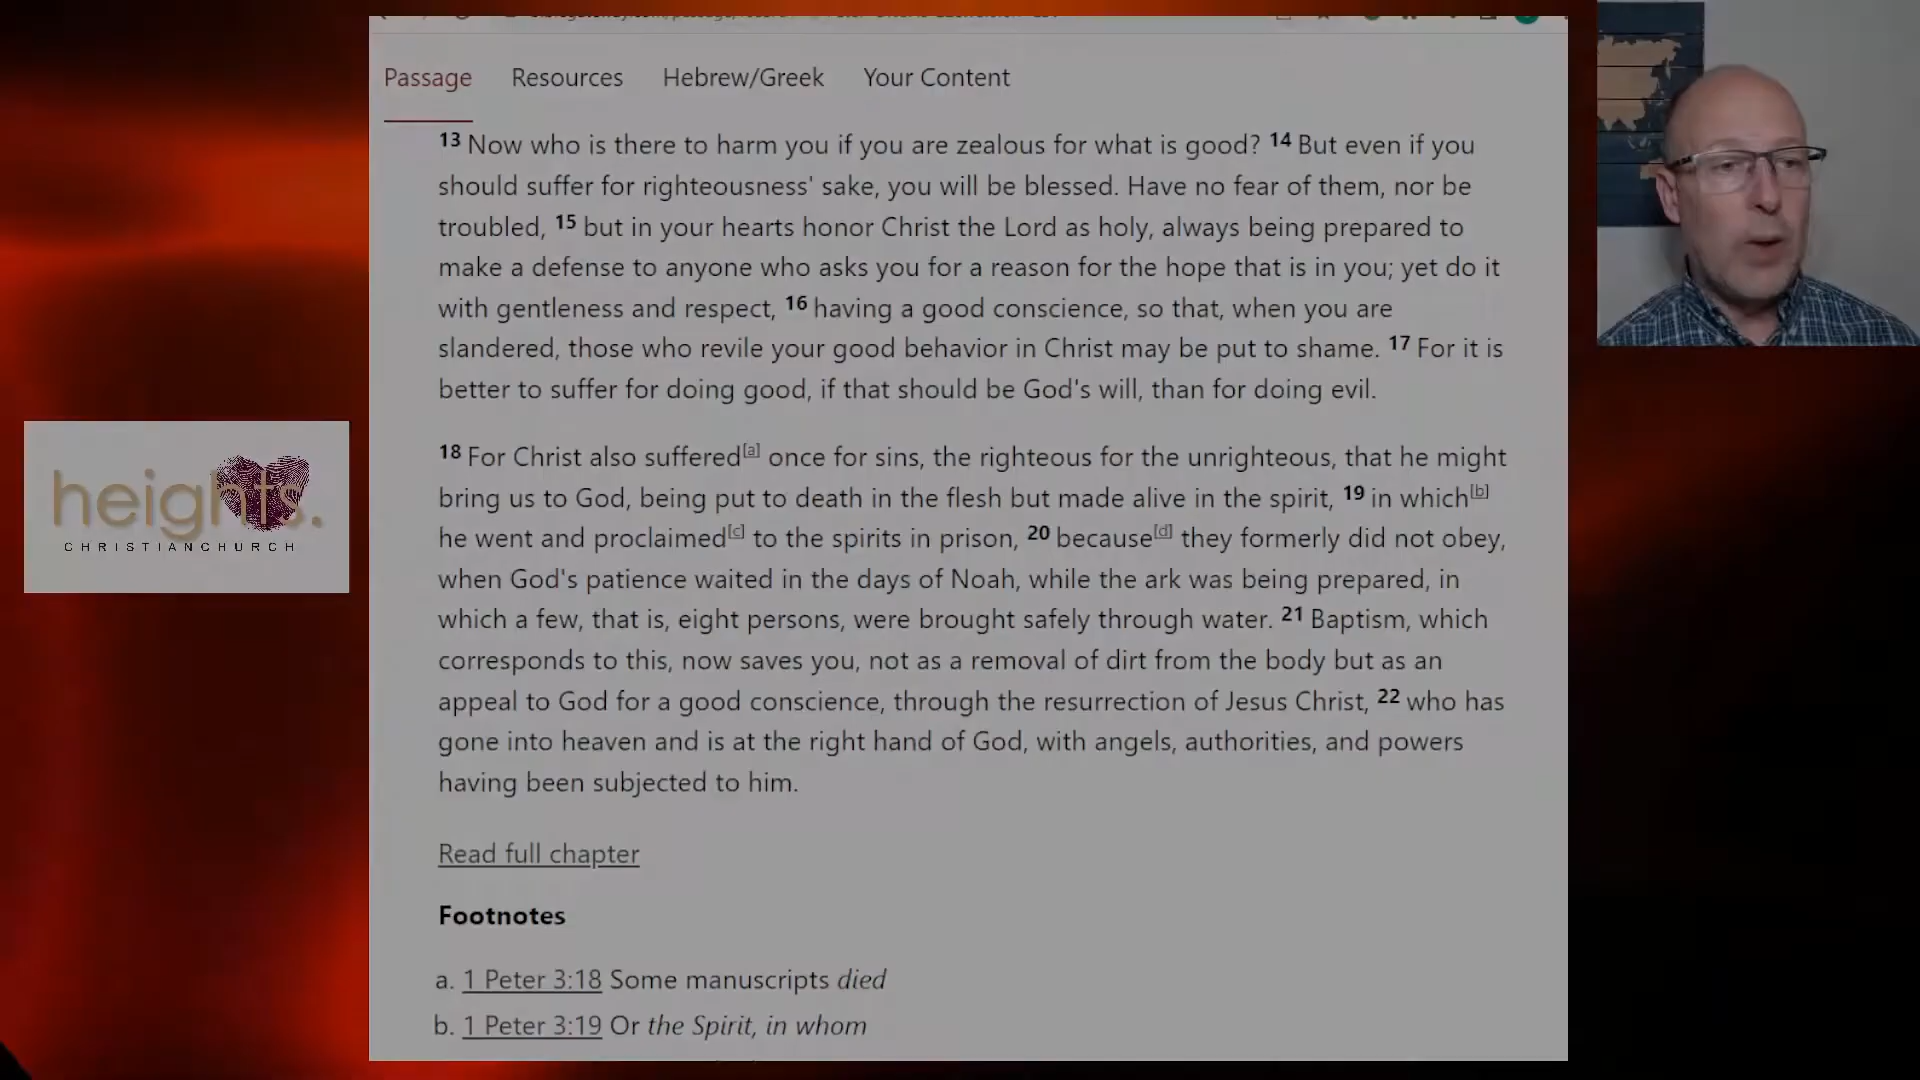 Passage Resources Hebrew/Greek Your Content
13 Now who is there to harm you if you are zealous for what is good? 14 But even if you
should suffer for righteousness' sake, you will be blessed. Have no fear of them, nor be
troubled, 15 but in your hearts honor Christ the Lord as holy, always being prepared to
make a defense to anyone who asks you for a reason for the hope that is in you; yet do it
with gentleness and respect, 16 having a good conscience, so that, when you are
slandered, those who revile your good behavior in Christ may be put to shame. 17 For it is
better to suffer for doing good, if that should be God's will, than for doing evil.
18 For Christ also suffered[a] once for sins, the righteous for the unrighteous, that he might
bring us to God, being put to death in the flesh but made alive in the spirit, 19 in which[b]
he went and proclaimed[c] to the spirits in prison, 20 because[d] they formerly did not obey,
when God's patience waited in the days of Noah, while the ark was being prepared, in
which a few, that is, eight persons, were brought safely through water. 21 Baptism, which
corresponds to this, now saves you, not as a removal of dirt from the body but as an
appeal to God for a good conscience, through the resurrection of Jesus Christ, 22 who has
gone into heaven and is at the right hand of God, with angels, authorities, and powers
having been subjected to him.
Read full chapter
Footnotes
a. 1 Peter 3:18 Some manuscripts died
b. 1 Peter 3:19 Or the Spirit, in whom
heights.
CHRISTIANCHURCH